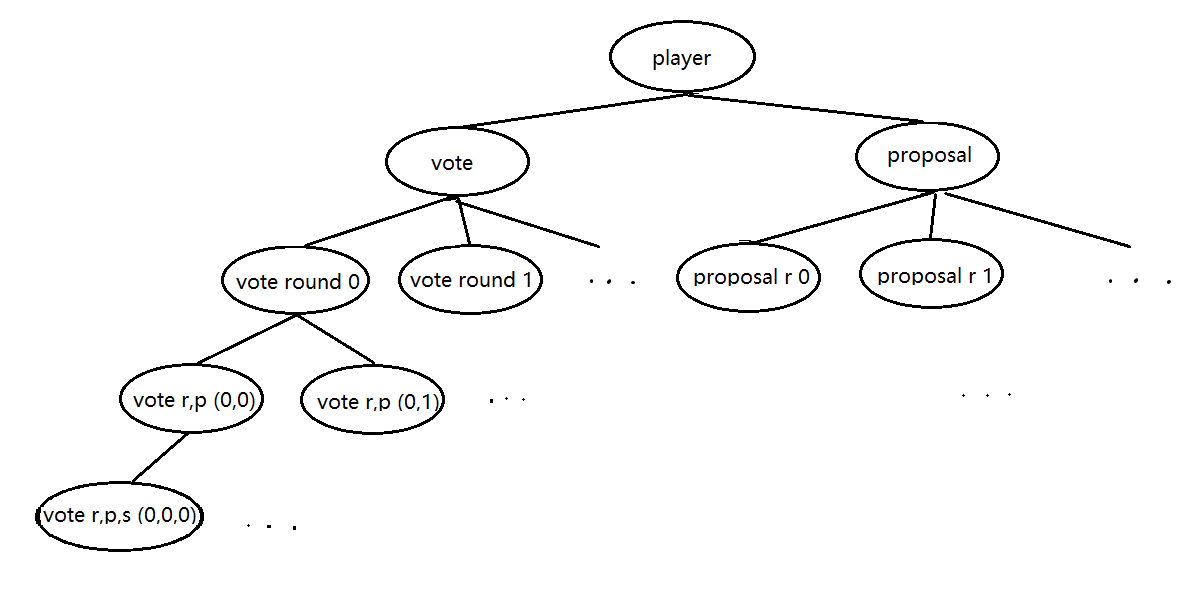 player
vote
proposal
vote round 0
vote round 1
. . .
proposal r 0
proposal r 1
. . .
vote r,p (0,0)
vote r,p (0,1)
. . .
. . .
vote r,p,s (0,0,0)
. . .